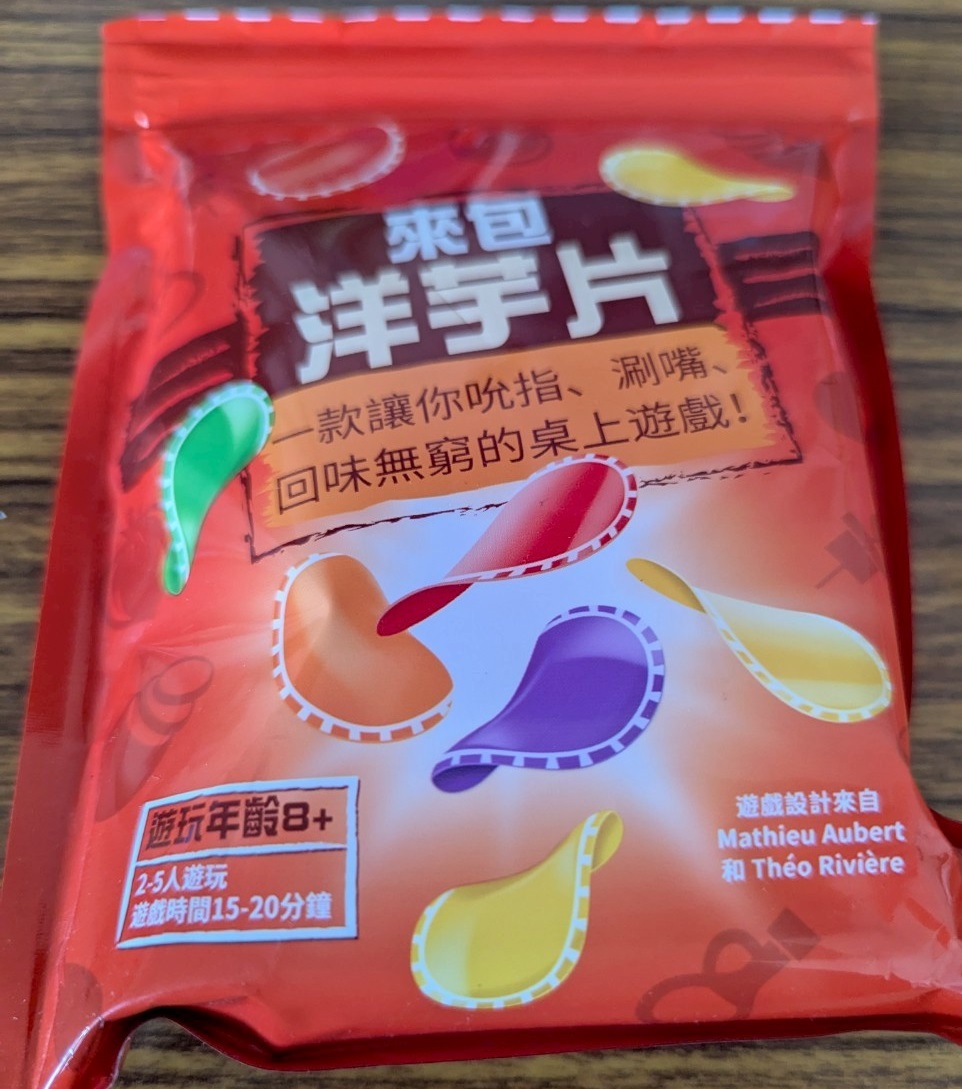 來包
洋芋片
一款讓你吮指、涮嘴、
回味無窮的桌上遊戲！
遊玩年齡8+
2-5人遊玩
遊戲時間15-20分鐘
遊戲設計來自
Mathieu Aubert
和 Théo Rivière